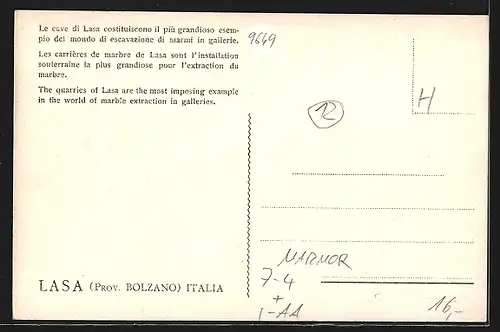 Le cave di Lasa costituiscono il più grandioso esem-
pio del mondo di escavazione di marmi in gallerie.
Les carrières de marbre de Lasa sont l'installation
souterraine la plus grandiose pour l'extraction du
marbre.
The quarries of Lasa are the most imposing example
in the world of marble extraction in galleries.
9649
12
H
MARMOR
7-4
+
I-AA
16,-
LASA (PROV. BOLZANO) ITALIA